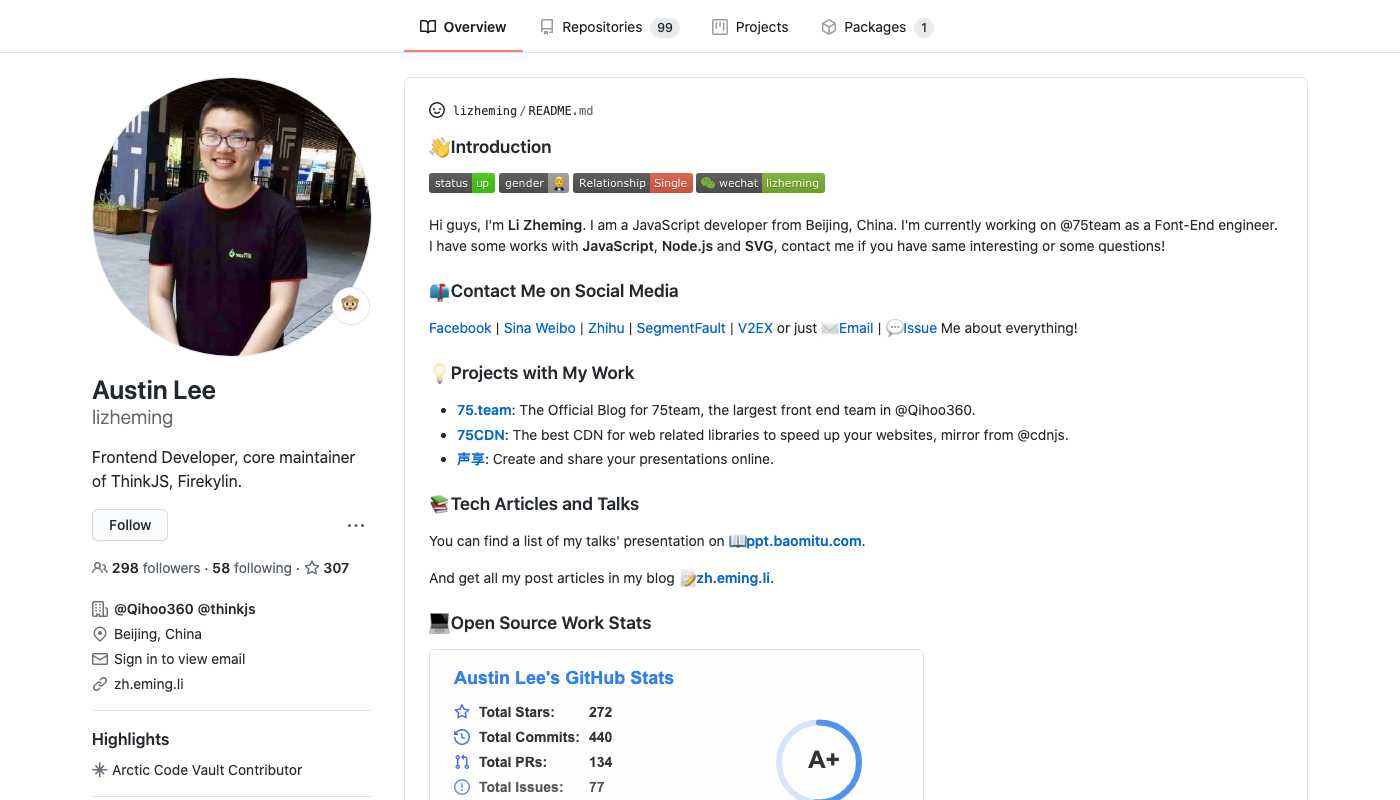 Overview
Repositories 99
Projects
Packages 1
lizheming/README.md
👋Introduction
status up gender 🤵 Relationship Single wechat lizheming
Hi guys, I'm Li Zheming. I am a JavaScript developer from Beijing, China. I'm currently working on @75team as a Font-End engineer.
I have some works with JavaScript, Node.js and SVG, contact me if you have same interesting or some questions!
📫Contact Me on Social Media
Facebook | Sina Weibo | Zhihu | SegmentFault | V2EX or just ✉️Email | 💬Issue Me about everything!
💡Projects with My Work
• 75.team: The Official Blog for 75team, the largest front end team in @Qihoo360.
• 75CDN: The best CDN for web related libraries to speed up your websites, mirror from @cdnjs.
• 声享: Create and share your presentations online.
📚Tech Articles and Talks
You can find a list of my talks' presentation on 📖ppt.baomitu.com.
And get all my post articles in my blog 📝zh.eming.li.
💻Open Source Work Stats
Austin Lee's GitHub Stats
Total Stars: 272
Total Commits: 440
Total PRs: 134
Total Issues: 77
A+
Austin Lee
lizheming
Frontend Developer, core maintainer
of ThinkJS, Firekylin.
Follow
298 followers · 58 following · 307
@Qihoo360 @thinkjs
Beijing, China
Sign in to view email
zh.eming.li
Highlights
Arctic Code Vault Contributor